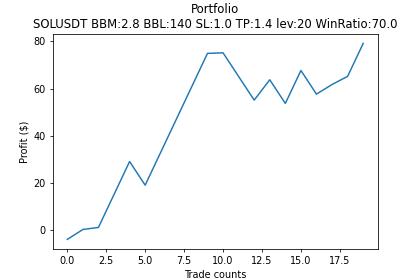 Portfolio
SOLUSDT BBM:2.8 BBL:140 SL:1.0 TP:1.4 lev:20 WinRatio:70.0
80
60
40
20
0
Profit ($)
0.0 2.5 5.0 7.5 10.0 12.5 15.0 17.5
Trade counts